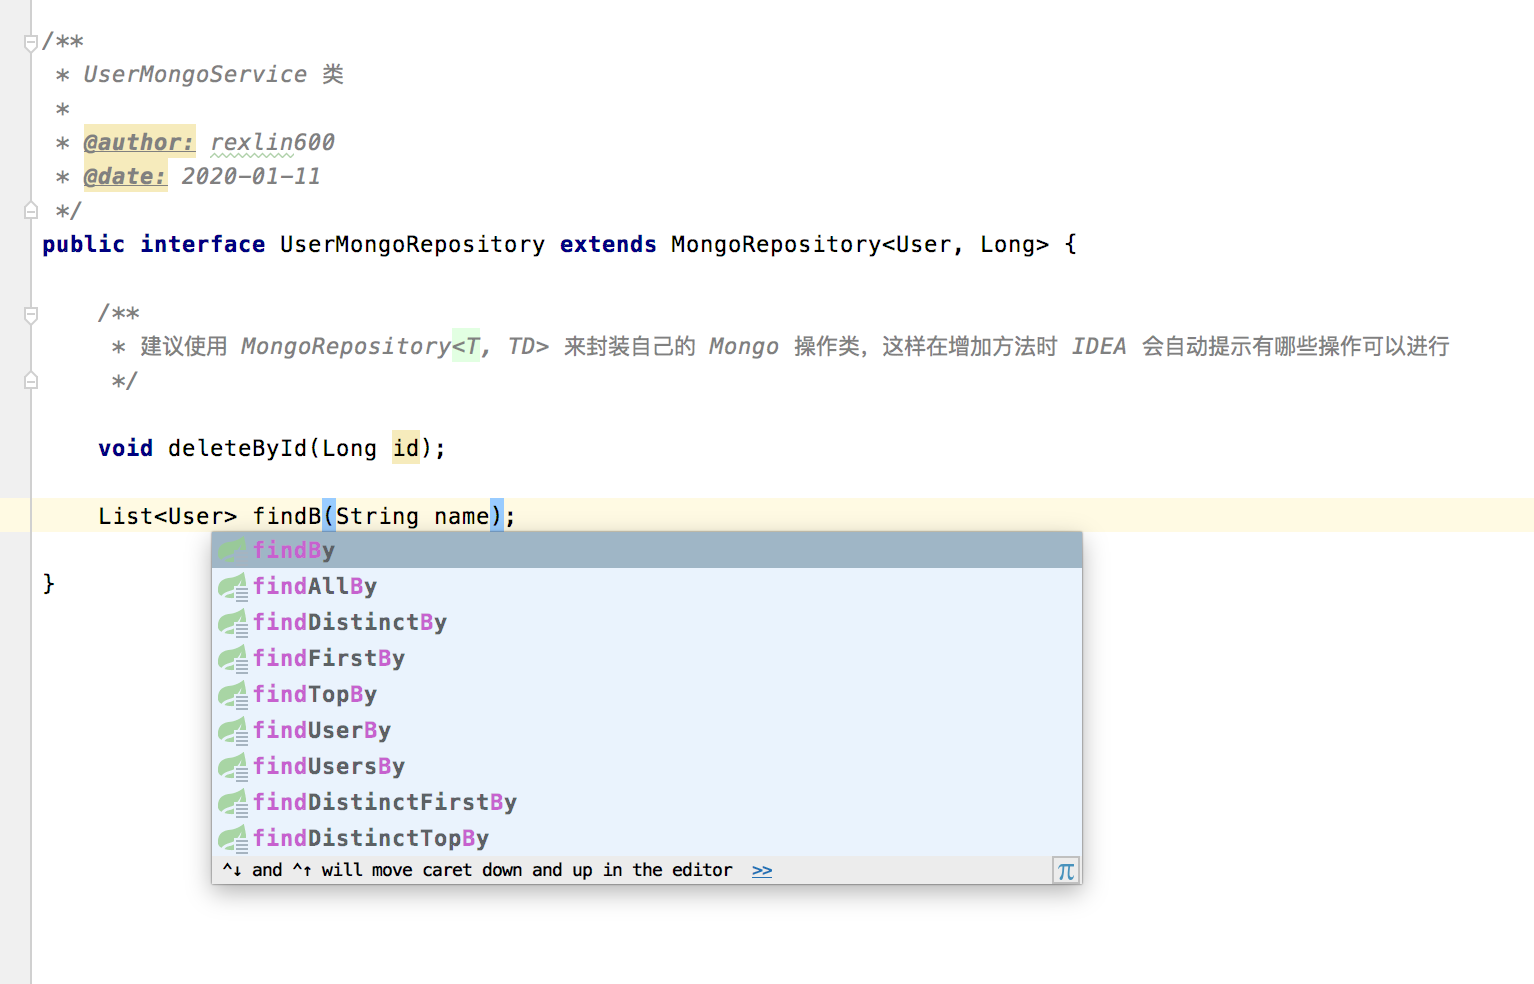 /**
* UserMongoService 类
*
* @author: rexlin600
* @date: 2020-01-11
*/
public interface UserMongoRepository extends MongoRepository<User, Long> {
/**
* 建议使用 MongoRepository<T, TD> 来封装自己的 Mongo 操作类，这样在增加方法时 IDEA 会自动提示有哪些操作可以进行
*/
void deleteById(Long id);
List<User> findB(String name);
findBy
findAllBy
findDistinctBy
findFirstBy
findTopBy
findUserBy
findUsersBy
findDistinctFirstBy
findDistinctTopBy
^↓ and ^↑ will move caret down and up in the editor >>
π
}